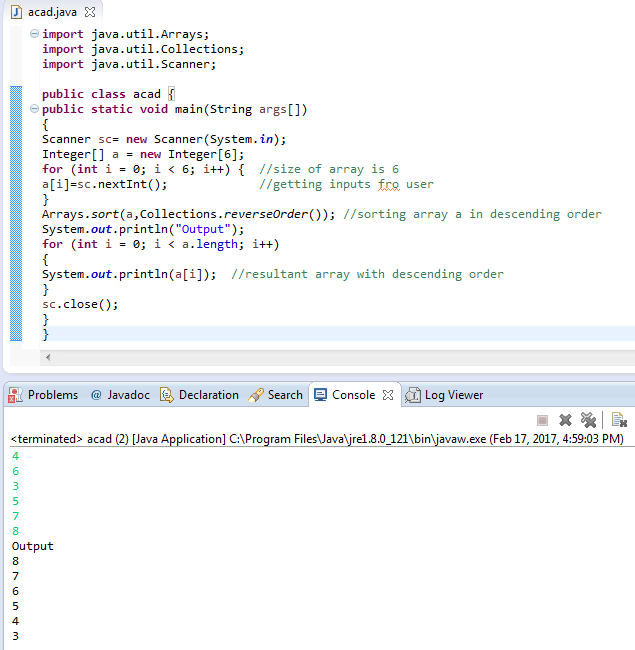 acad.java
import java.util.Arrays;
import java.util.Collections;
import java.util.Scanner;
public class acad {
public static void main(String args[])
{
Scanner sc= new Scanner(System.in);
Integer[] a = new Integer[6];
for (int i = 0; i < 6; i++) {  //size of array is 6
a[i]=sc.nextInt();             //getting inputs fro user
}
Arrays.sort(a,Collections.reverseOrder()); //sorting array a in descending order
System.out.println("Output");
for (int i = 0; i < a.length; i++)
{
System.out.println(a[i]);  //resultant array with descending order
}
sc.close();
}
}
Problems @ Javadoc Declaration Search Console Log Viewer
<terminated> acad (2) [Java Application] C:\Program Files\Java\jre1.8.0_121\bin\javaw.exe (Feb 17, 2017, 4:59:03 PM)
4
6
3
5
7
8
Output
8
7
6
5
4
3